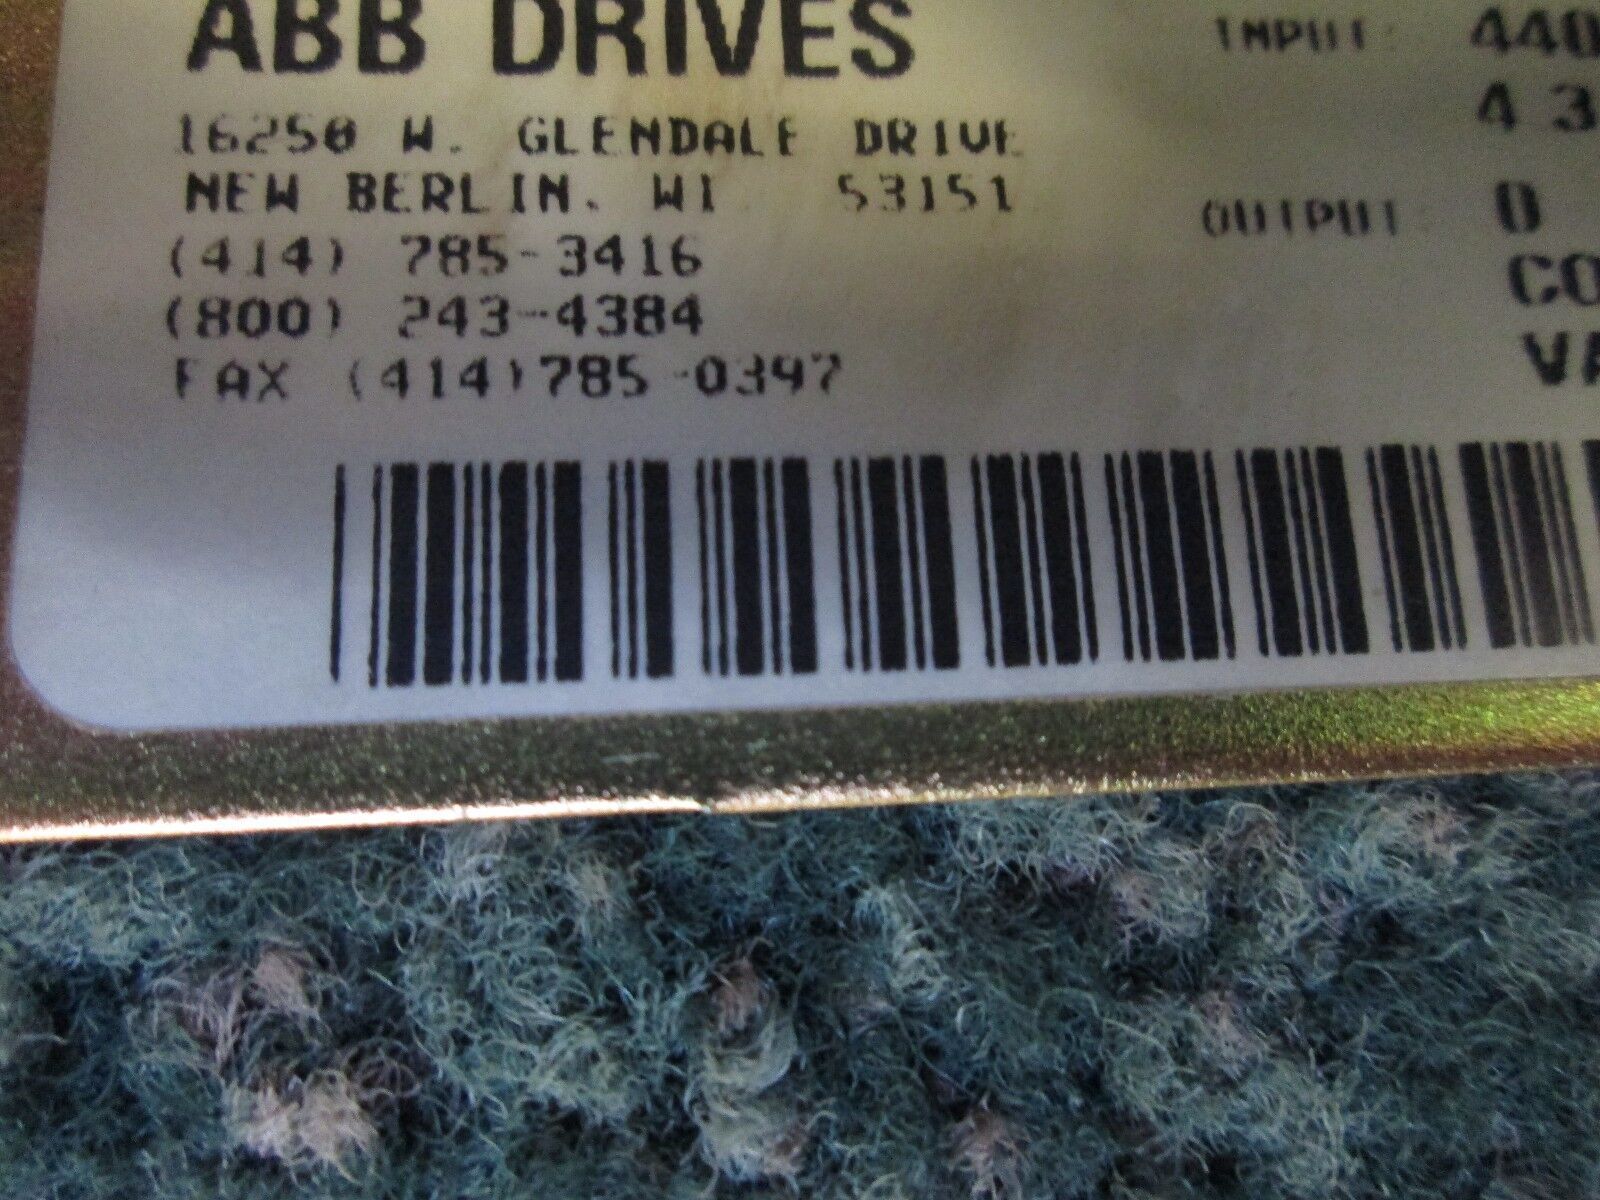 ABB DRIVES
16250 W. GLENDALE DRIVE
NEW BERLIN, WI 53151
(414) 785-3416
(800) 243-4384
FAX (414)785-0397
INPUT: 440
4 3
OUTPUT: 0
CO
VA